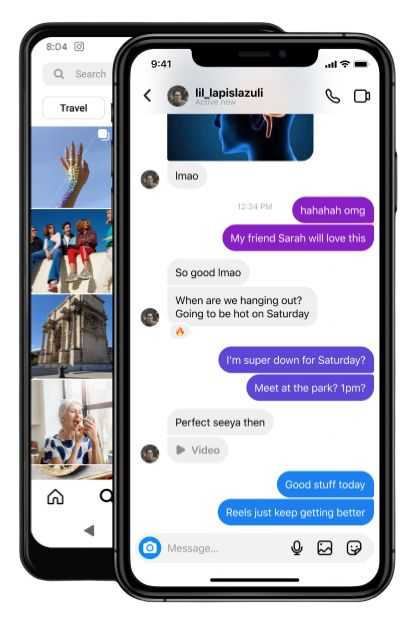 8:04
Search
Travel
9:41
lil_lapislazuli
Active now
lmao
12:34 PM
hahahah omg
My friend Sarah will love this
So good lmao
When are we hanging out?
Going to be hot on Saturday
I'm super down for Saturday?
Meet at the park? 1pm?
Perfect seeya then
Video
Good stuff today
Reels just keep getting better
Message...